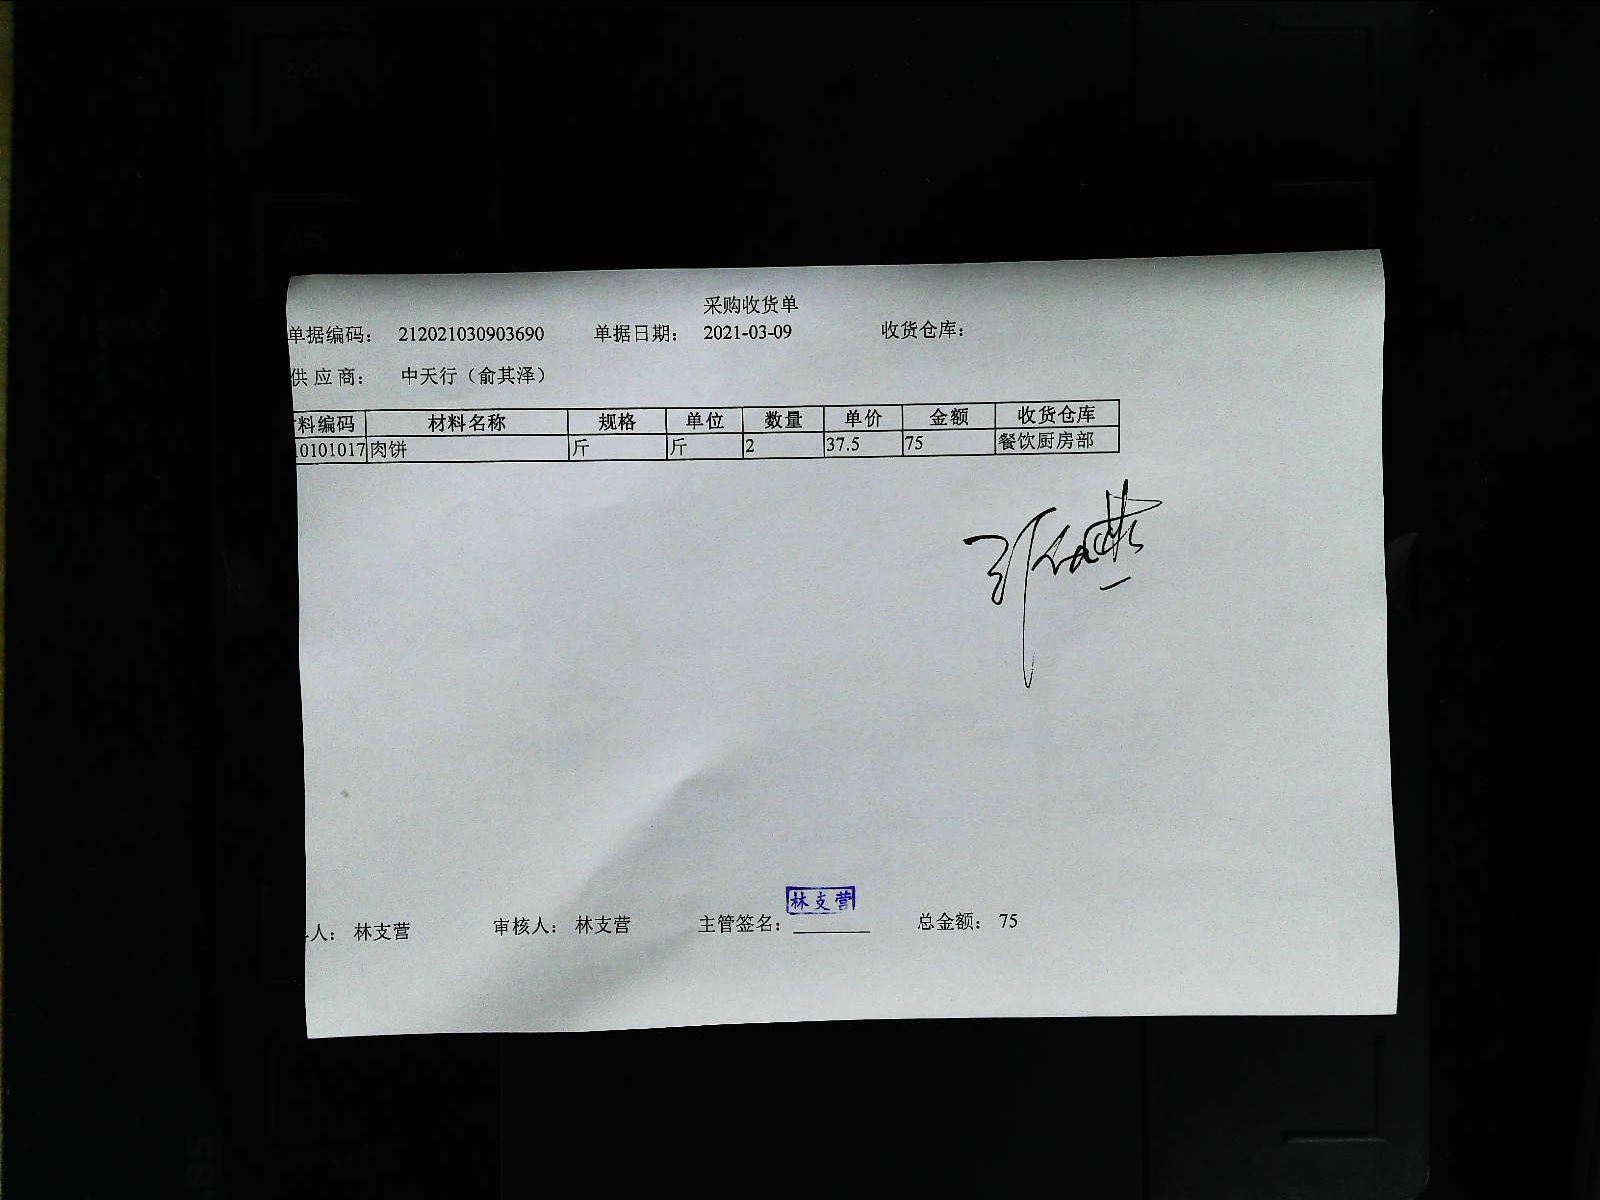 采购收货单
单据编码： 212021030903690 单据日期： 2021-03-09 收货仓库：
供 应 商： 中天行（俞其泽）
料编码 材料名称 规格 单位 数量 单价 金额 收货仓库
10101017 肉饼 斤 斤 2 37.5 75 餐饮厨房部
林支营
人： 林支营 审核人： 林支营 主管签名： 总金额： 75